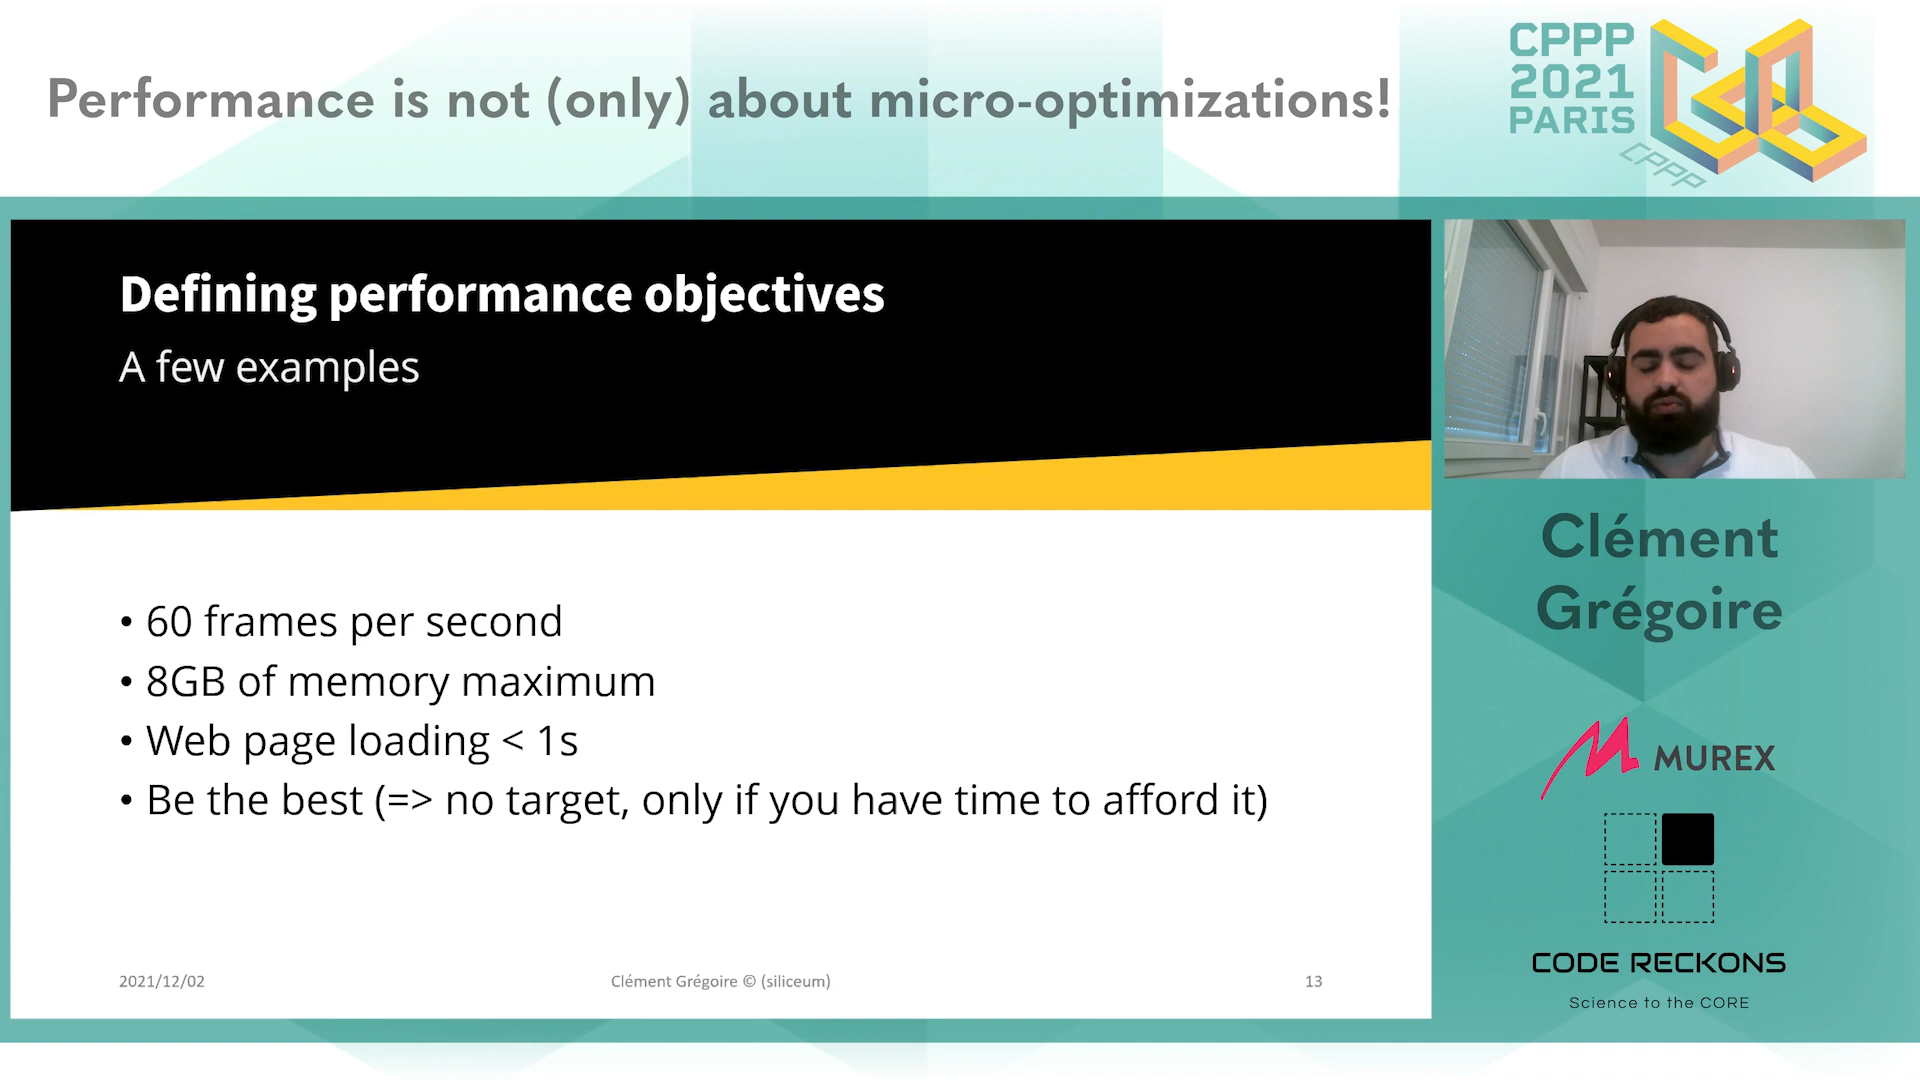 Performance is not (only) about micro-optimizations!
CPPP
2021
PARIS
CPPP
Defining performance objectives
A few examples
• 60 frames per second
• 8GB of memory maximum
• Web page loading < 1s
• Be the best (=> no target, only if you have time to afford it)
2021/12/02
Clément Grégoire © (siliceum)
13
Clément
Grégoire
MUREX
CODE RECKONS
Science to the CORE